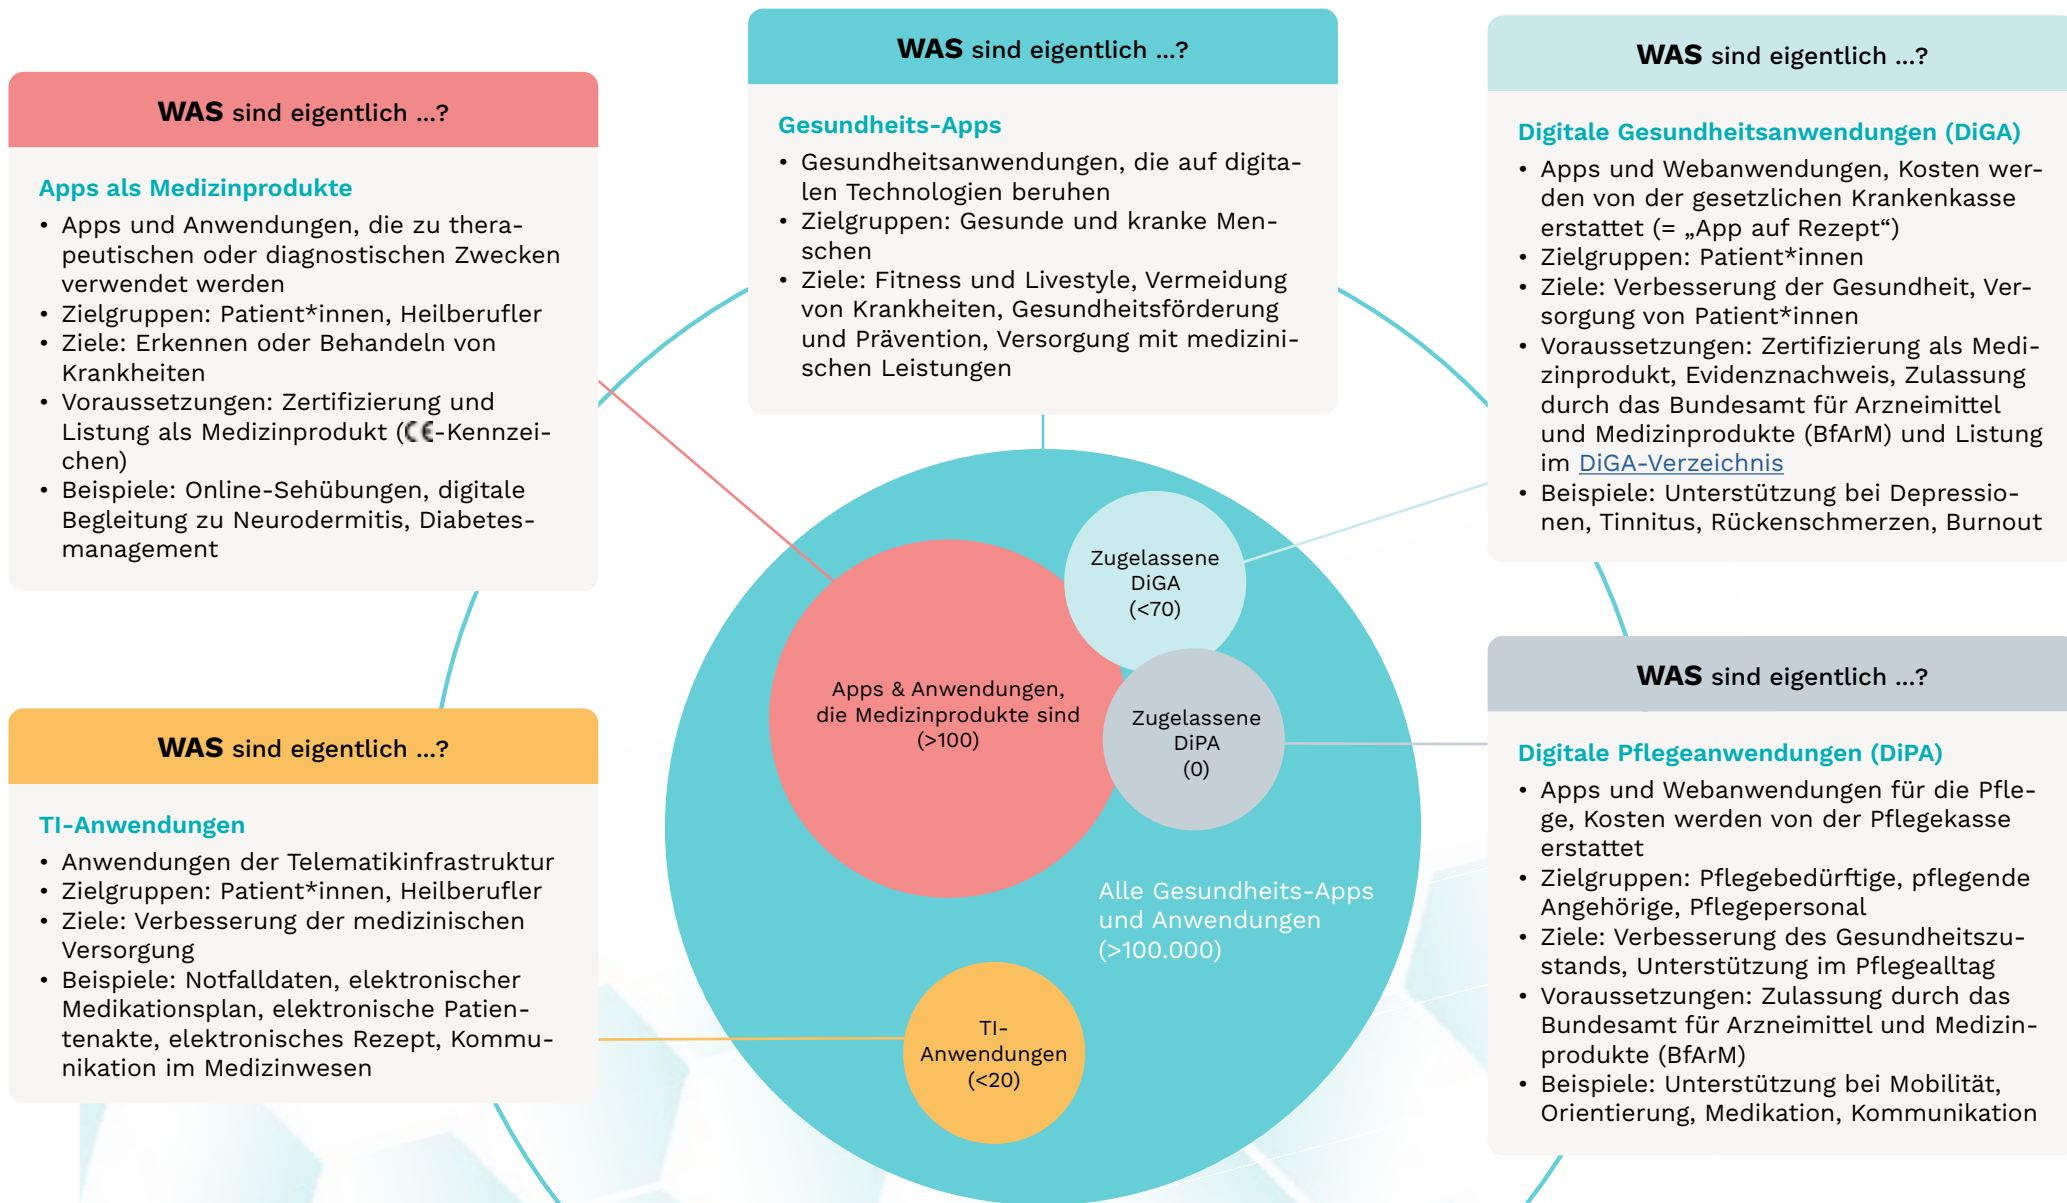 WAS sind eigentlich ...?
Apps als Medizinprodukte
• Apps und Anwendungen, die zu thera-
peutischen oder diagnostischen Zwecken
verwendet werden
• Zielgruppen: Patient*innen, Heilberufler
• Ziele: Erkennen oder Behandeln von
Krankheiten
• Voraussetzungen: Zertifizierung und
Listung als Medizinprodukt (CE-Kennzei-
chen)
• Beispiele: Online-Sehübungen, digitale
Begleitung zu Neurodermitis, Diabetes-
management
WAS sind eigentlich ...?
TI-Anwendungen
• Anwendungen der Telematikinfrastruktur
• Zielgruppen: Patient*innen, Heilberufler
• Ziele: Verbesserung der medizinischen
Versorgung
• Beispiele: Notfalldaten, elektronischer
Medikationsplan, elektronische Patien-
tenakte, elektronisches Rezept, Kommu-
nikation im Medizinwesen
WAS sind eigentlich ...?
Gesundheits-Apps
• Gesundheitsanwendungen, die auf digita-
len Technologien beruhen
• Zielgruppen: Gesunde und kranke Men-
schen
• Ziele: Fitness und Livestyle, Vermeidung
von Krankheiten, Gesundheitsförderung
und Prävention, Versorgung mit medizini-
schen Leistungen
Zugelassene
DiGA
(<70)
Apps & Anwendungen,
die Medizinprodukte sind
(>100)
Zugelassene
DiPA
(0)
Alle Gesundheits-Apps
und Anwendungen
(>100.000)
TI-
Anwendungen
(<20)
WAS sind eigentlich ...?
Digitale Gesundheitsanwendungen (DiGA)
• Apps und Webanwendungen, Kosten wer-
den von der gesetzlichen Krankenkasse
erstattet (= „App auf Rezept“)
• Zielgruppen: Patient*innen
• Ziele: Verbesserung der Gesundheit, Ver-
sorgung von Patient*innen
• Voraussetzungen: Zertifizierung als Medi-
zinprodukt, Evidenznachweis, Zulassung
durch das Bundesamt für Arzneimittel
und Medizinprodukte (BfArM) und Listung
im DiGA-Verzeichnis
• Beispiele: Unterstützung bei Depressio-
nen, Tinnitus, Rückenschmerzen, Burnout
WAS sind eigentlich ...?
Digitale Pflegeanwendungen (DiPA)
• Apps und Webanwendungen für die Pfle-
ge, Kosten werden von der Pflegekasse
erstattet
• Zielgruppen: Pflegebedürftige, pflegende
Angehörige, Pflegepersonal
• Ziele: Verbesserung des Gesundheitszu-
stands, Unterstützung im Pflegealltag
• Voraussetzungen: Zulassung durch das
Bundesamt für Arzneimittel und Medizin-
produkte (BfArM)
• Beispiele: Unterstützung bei Mobilität,
Orientierung, Medikation, Kommunikation